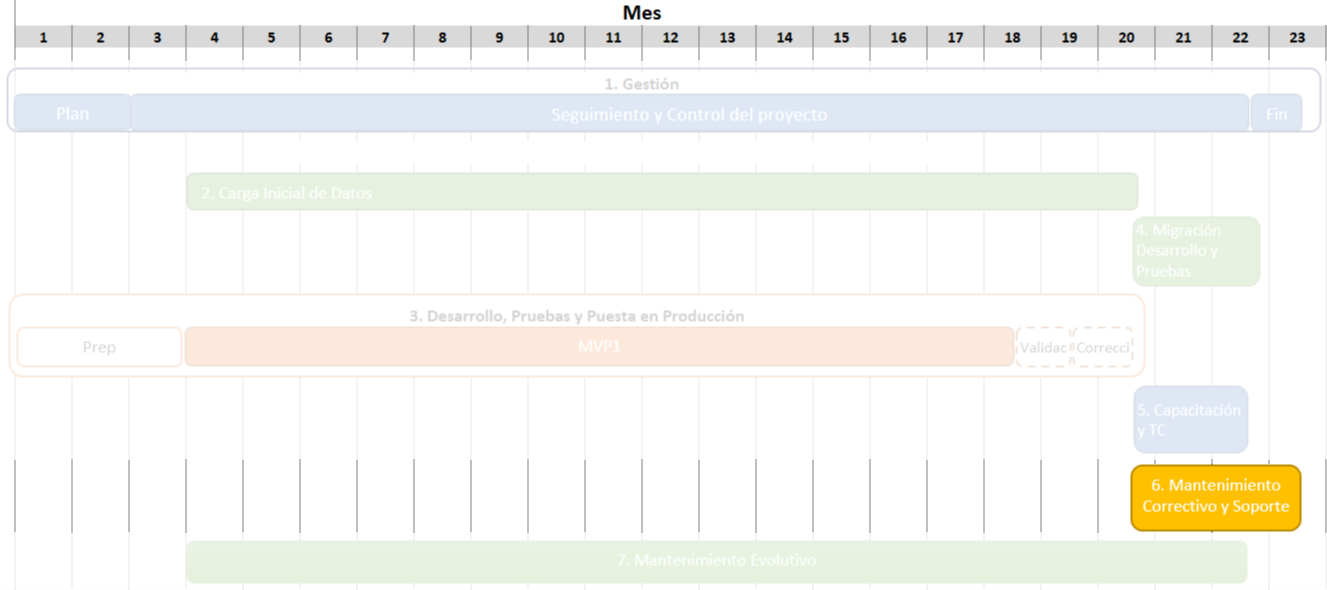 Mes
1 2 3 4 5 6 7 8 9 10 11 12 13 14 15 16 17 18 19 20 21 22 23
1. Gestión
Plan Seguimiento y Control del proyecto Fin
2. Carga Inicial de Datos
4. Migración
Desarrollo y
Pruebas
3. Desarrollo, Pruebas y Puesta en Producción
Prep MVP1 Validac Correcci
5. Capacitación
y TC
6. Mantenimiento
Correctivo y Soporte
7. Mantenimiento Evolutivo